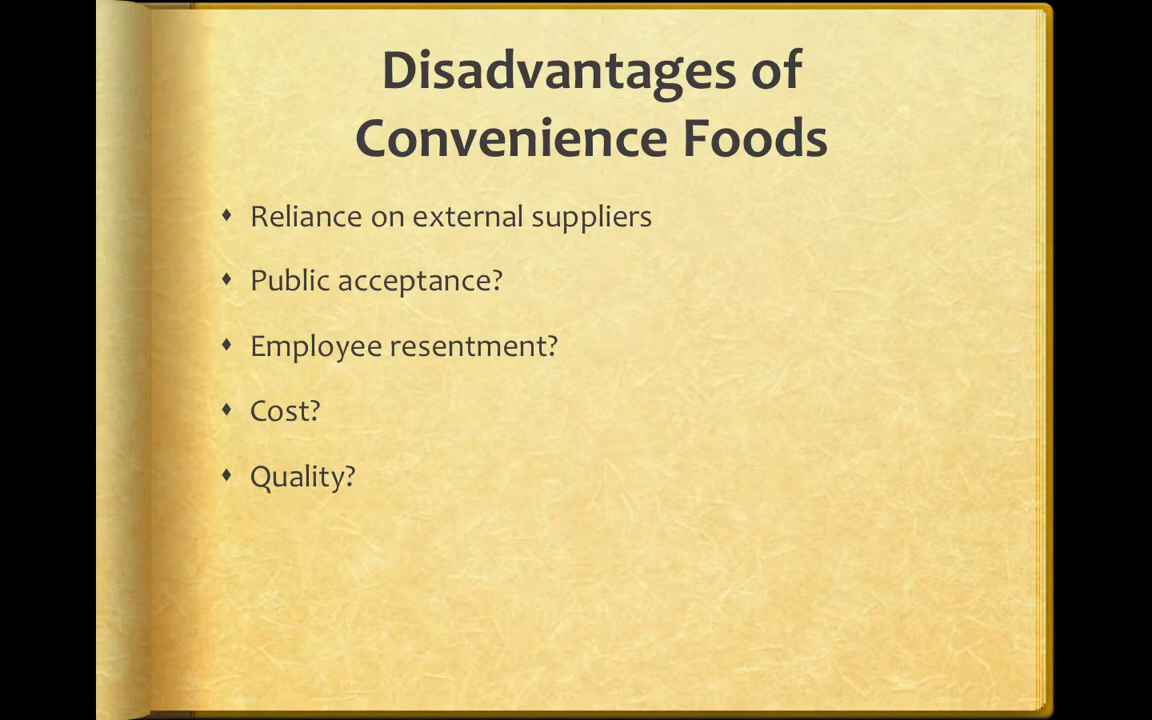 Disadvantages of
Convenience Foods
♦ Reliance on external suppliers
♦ Public acceptance?
♦ Employee resentment?
♦ Cost?
♦ Quality?